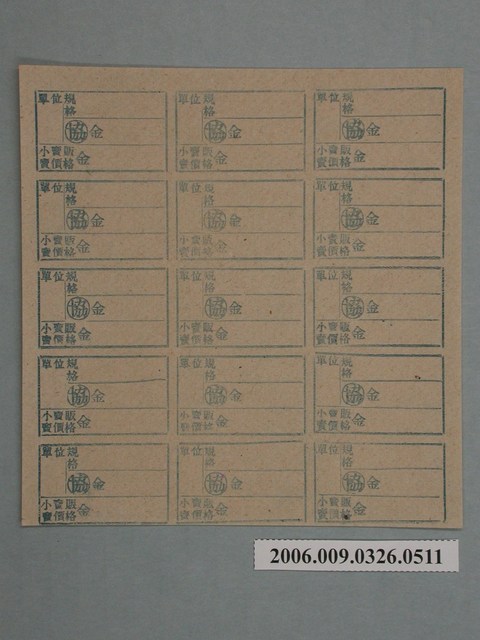 單位規
格
協金
小賣販
賣價格金
單位規
格
協金
小賣販
賣價格金
單位規
格
協金
小賣販
賣價格金
單位規
格
協金
小賣販
賣價格金
單位規
格
協金
小賣販
賣價格金
單位規
格
協金
小賣販
賣價格金
單位規
格
協金
小賣販
賣價格金
單位規
格
協金
小賣販
賣價格金
單位規
格
協金
小賣販
賣價格金
單位規
格
協金
小賣販
賣價格金
單位規
格
協金
小賣販
賣價格金
單位規
格
協金
小賣販
賣價格金
單位規
格
協金
小賣販
賣價格金
單位規
格
協金
小賣販
賣價格金
單位規
格
協金
小賣販
賣價格金
2006.009.0326.0511